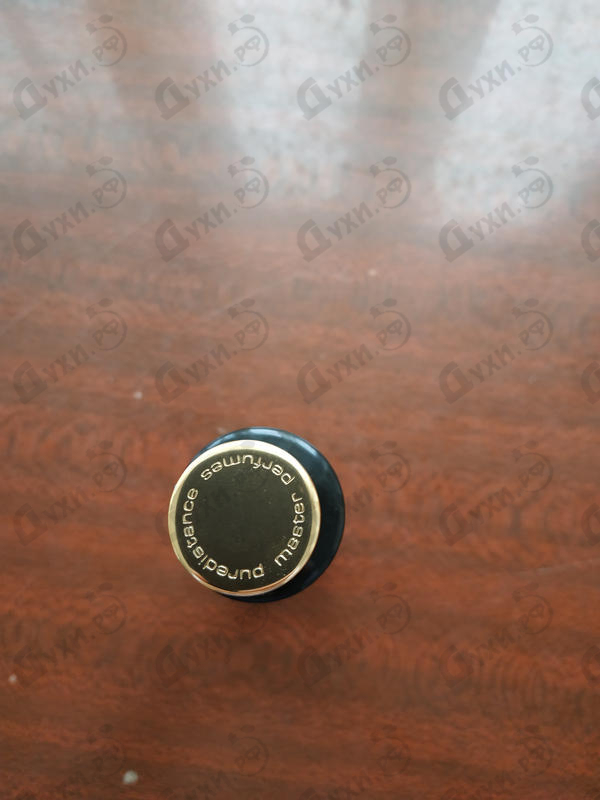 puredistance master perfumes
Духи.рф